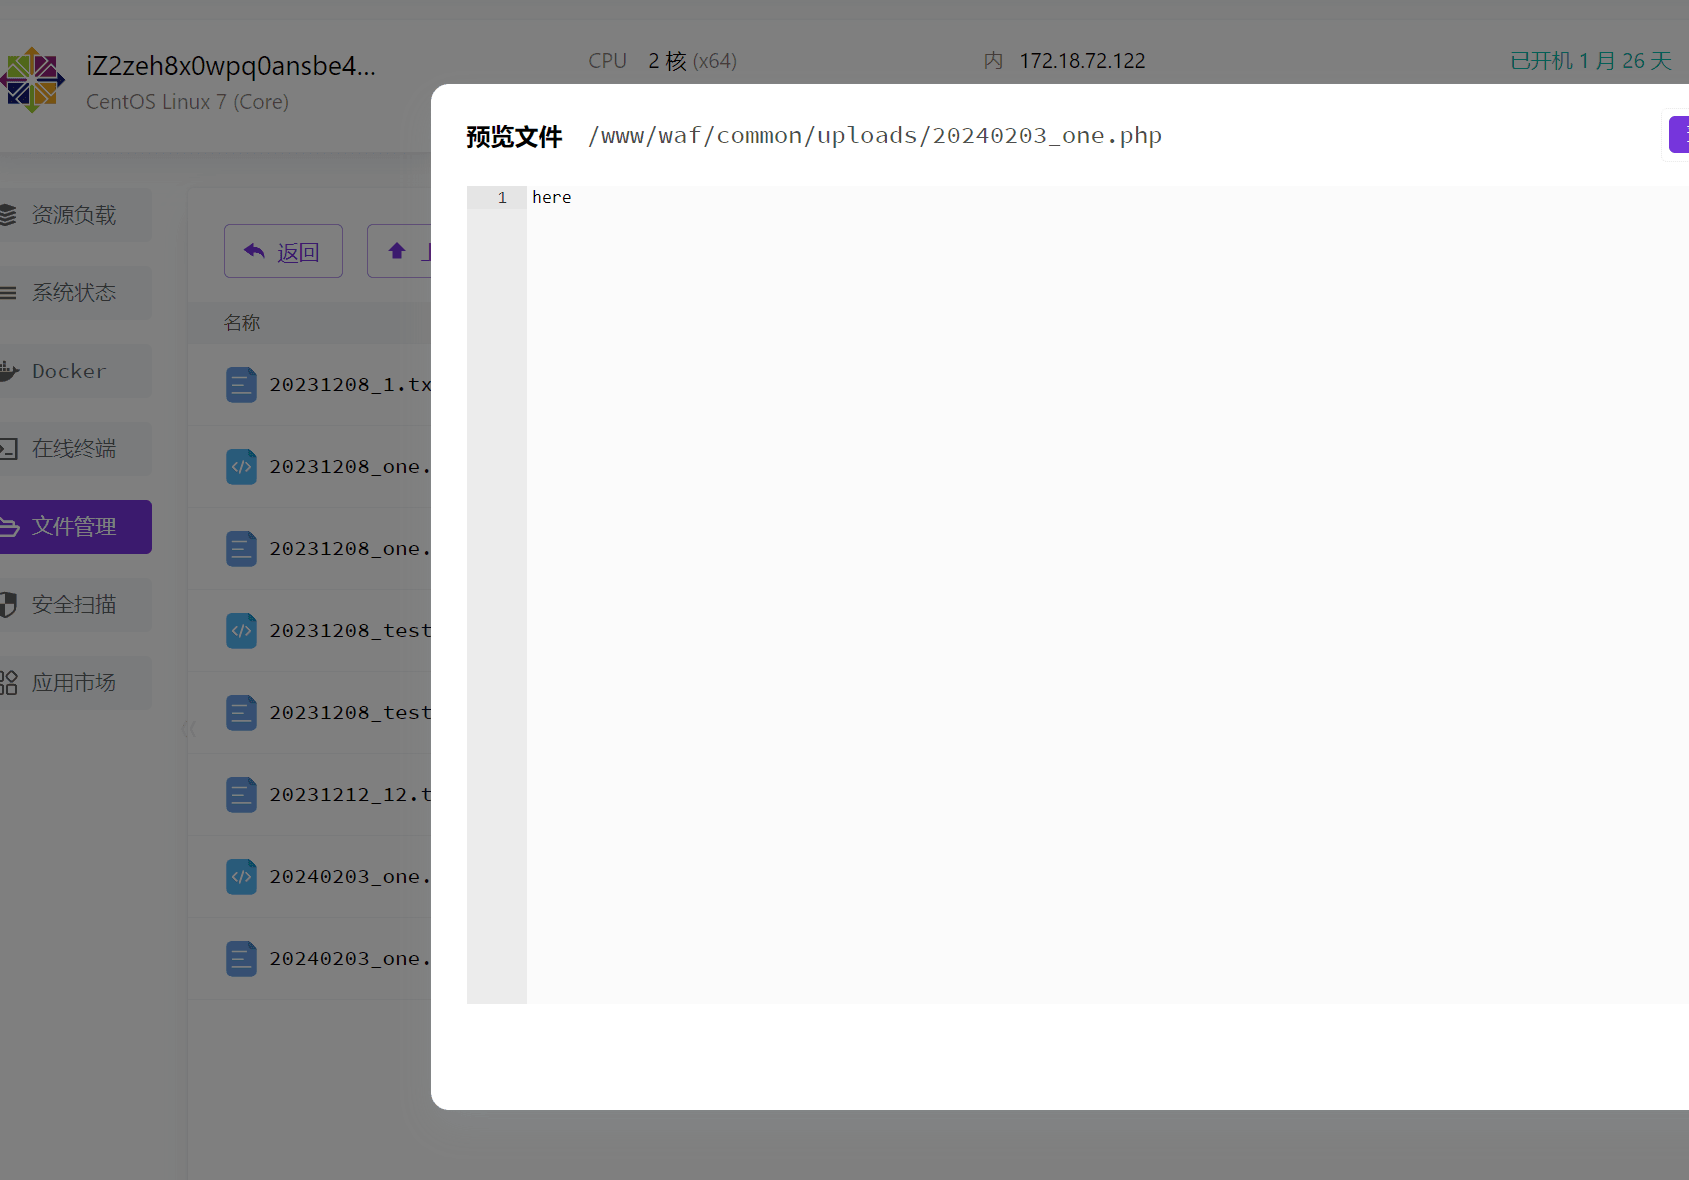 iZ2zeh8x0wpq0ansbe4...
CentOS Linux 7 (Core)
CPU 2 核 (x64)
内 172.18.72.122
已开机 1 月 26 天
预览文件 /www/waf/common/uploads/20240203_one.php
1 here
资源负载
系统状态
Docker
在线终端
文件管理
安全扫描
应用市场
返回
名称
20231208_1.tx
20231208_one.
20231208_one.
20231208_test
20231208_test
20231212_12.t
20240203_one.
20240203_one.